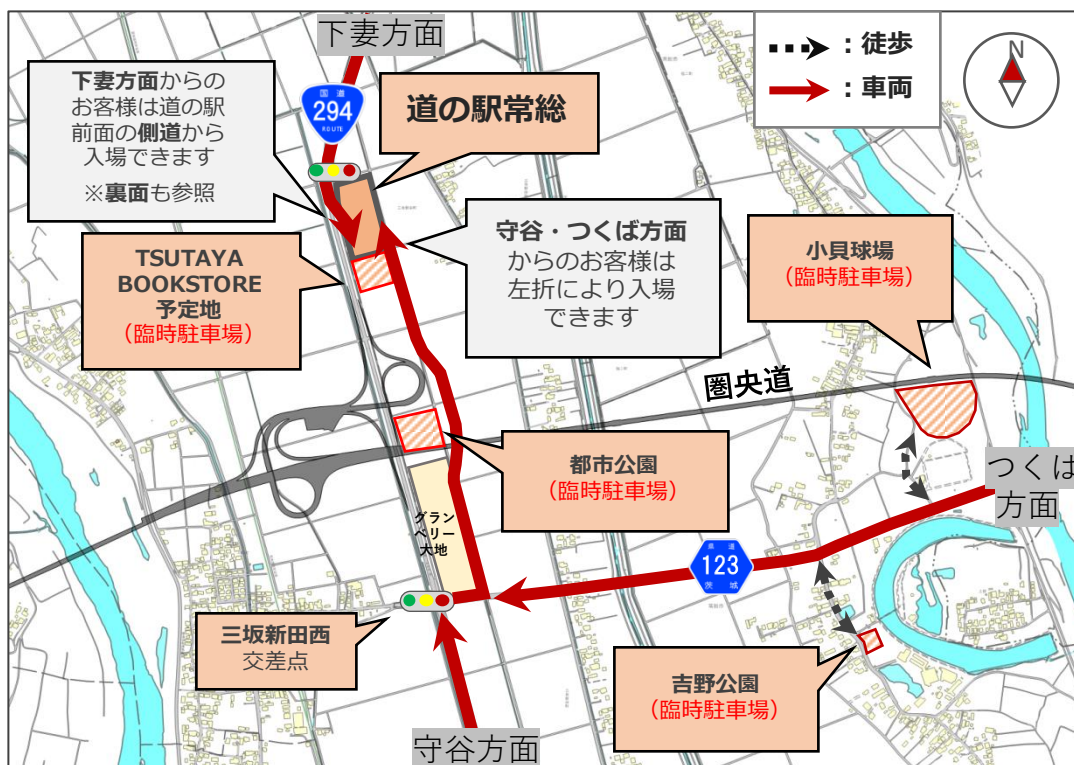 下妻方面
：徒歩
：車両
N
下妻方面からの
お客様は道の駅
前面の側道から
入場できます
※裏面も参照
国道
294
ROUTE
道の駅常総
TSUTAYA
BOOKSTORE
予定地
（臨時駐車場）
守谷・つくば方面
からのお客様は
左折により入場
できます
小貝球場
（臨時駐車場）
圏央道
都市公園
（臨時駐車場）
つくば
方面
グラン
ベリー
大地
県道
123
茨城
三坂新田西
交差点
吉野公園
（臨時駐車場）
守谷方面